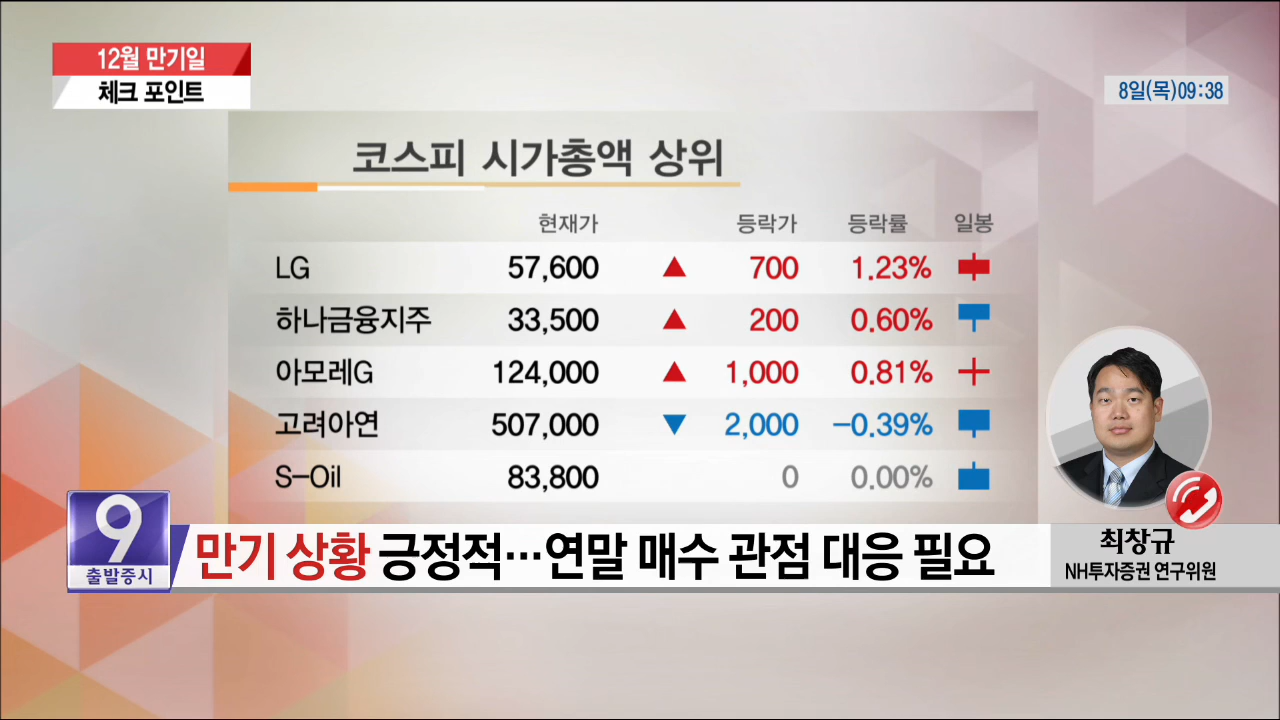 12월 만기일
체크 포인트
8일(목)09:38
코스피 시가총액 상위
현재가 등락가 등락률 일봉
LG 57,600 ▲ 700 1.23%
하나금융지주 33,500 ▲ 200 0.60%
아모레G 124,000 ▲ 1,000 0.81%
고려아연 507,000 ▼ 2,000 -0.39%
S-Oil 83,800 0 0.00%
9
출발증시
만기 상황 긍정적…연말 매수 관점 대응 필요
최창규
NH투자증권 연구위원